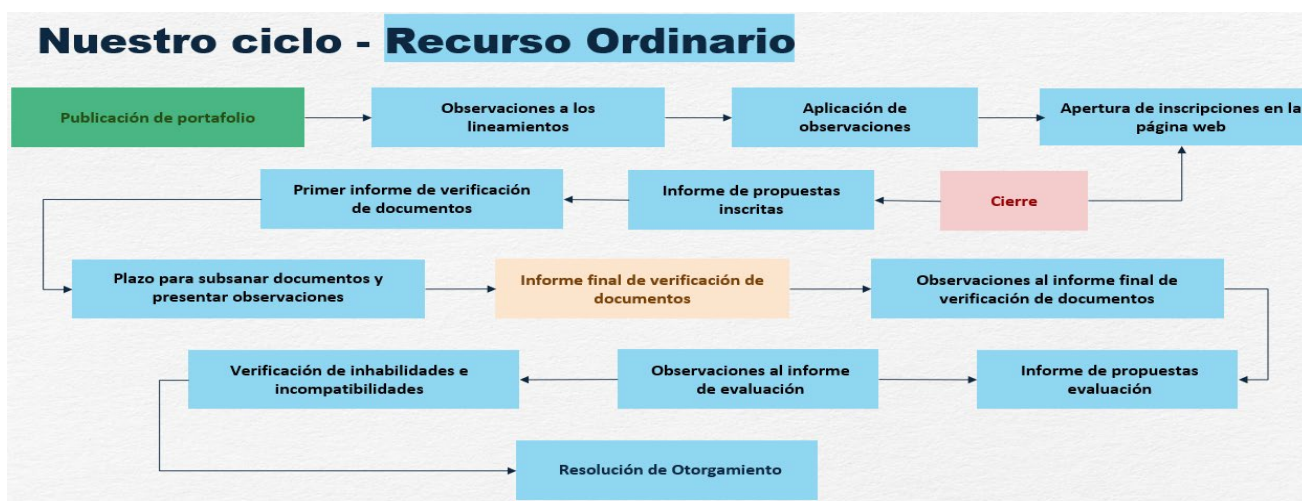 Nuestro ciclo - Recurso Ordinario
Publicación de portafolio
Observaciones a los
lineamientos
Aplicación de
observaciones
Apertura de inscripciones en la
página web
Primer informe de verificación
de documentos
Informe de propuestas
inscritas
Cierre
Plazo para subsanar documentos y
presentar observaciones
Informe final de verificación de
documentos
Observaciones al informe final de
verificación de documentos
Verificación de inhabilidades e
incompatibilidades
Observaciones al informe
de evaluación
Informe de propuestas
evaluación
Resolución de Otorgamiento